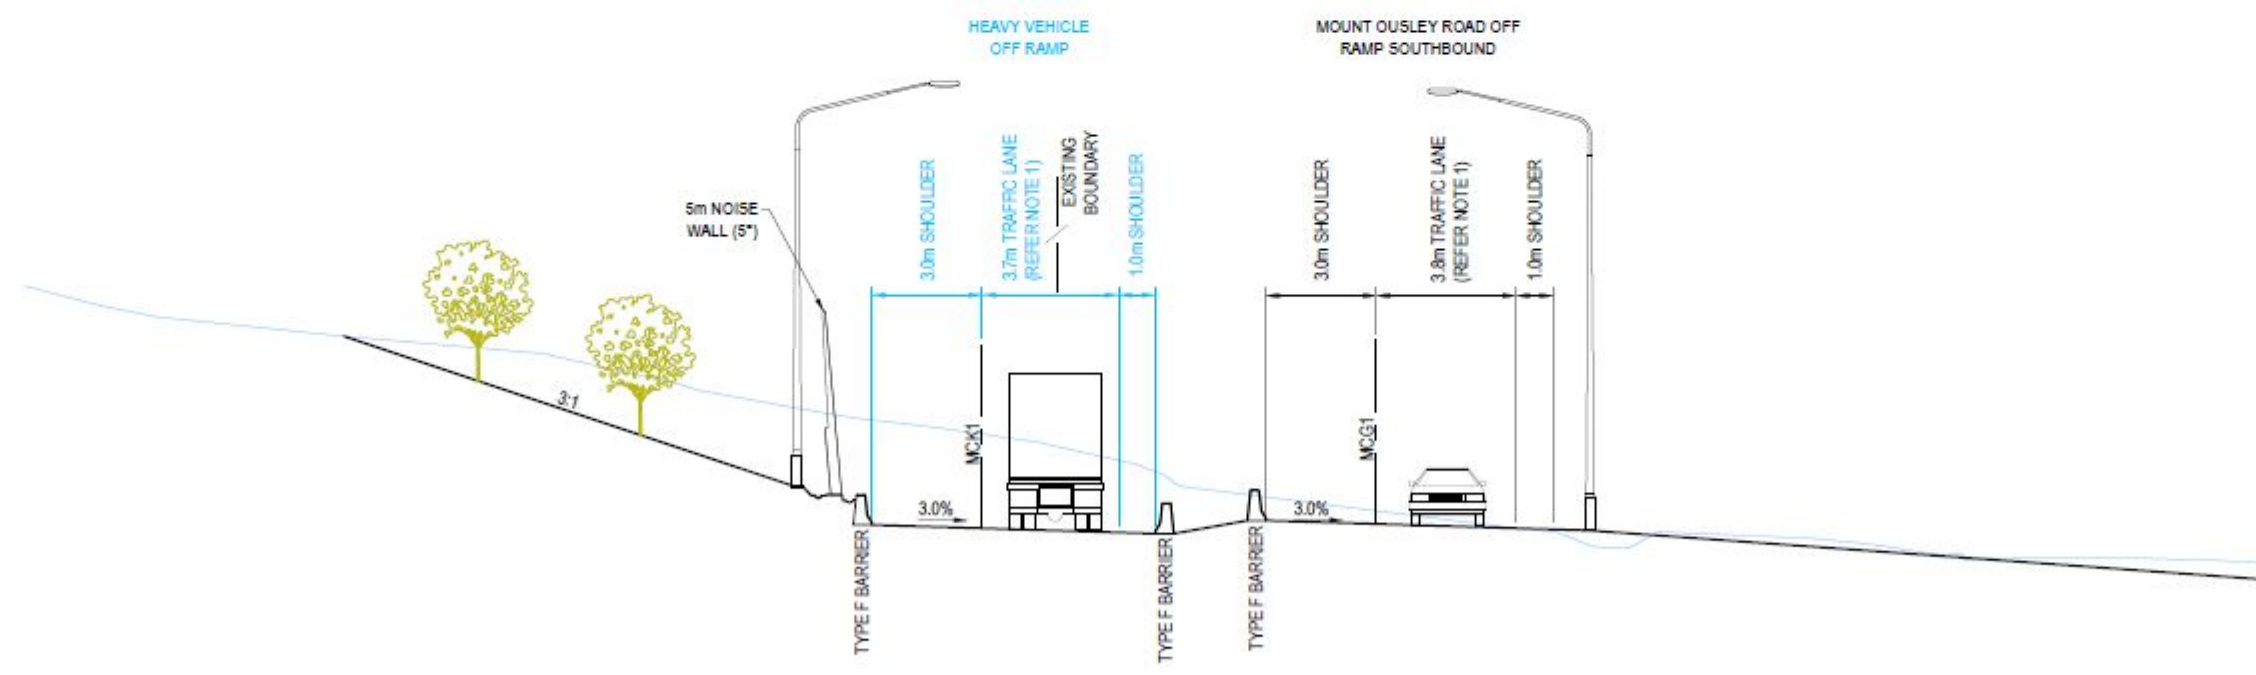 HEAVY VEHICLE
OFF RAMP
MOUNT OUSLEY ROAD OFF
RAMP SOUTHBOUND
5m NOISE
WALL (5°)
3.0m SHOULDER
3.7m TRAFFIC LANE
(REFER NOTE 1)
EXISTING
BOUNDARY
1.0m SHOULDER
3.0m SHOULDER
3.8m TRAFFIC LANE
(REFER NOTE 1)
1.0m SHOULDER
3:1
MCK1
MCG1
3.0%
3.0%
TYPE F BARRIER
TYPE F BARRIER
TYPE F BARRIER